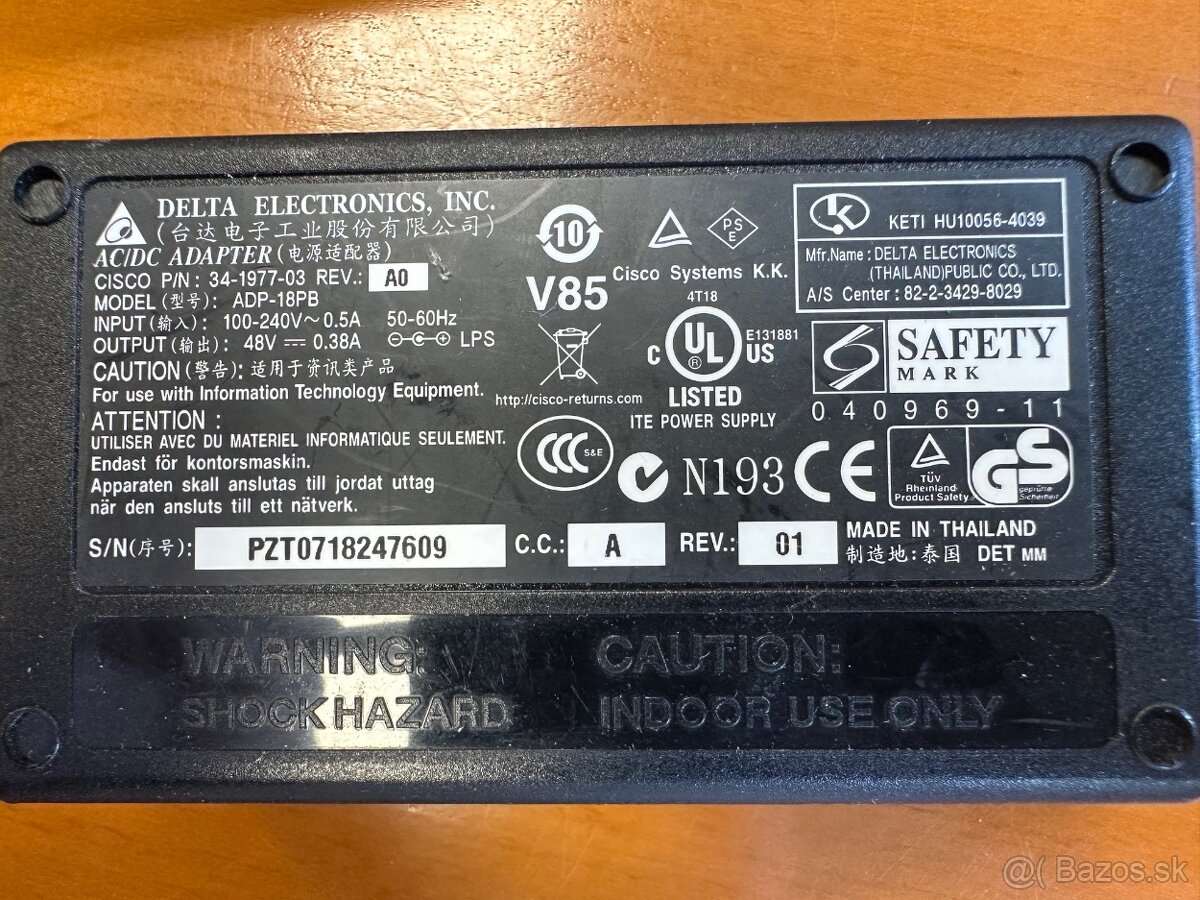 DELTA ELECTRONICS, INC.
(台达电子工业股份有限公司)
AC/DC ADAPTER (电源适配器)
CISCO P/N: 34-1977-03 REV.: A0
MODEL (型号): ADP-18PB
INPUT (输入): 100-240V~0.5A 50-60Hz
OUTPUT (输出): 48V ⎓ 0.38A LPS
CAUTION (警告): 适用于资讯类产品
For use with Information Technology Equipment.
ATTENTION :
UTILISER AVEC DU MATERIEL INFORMATIQUE SEULEMENT.
Endast för kontorsmaskin.
Apparaten skall anslutas till jordat uttag
när den ansluts till ett nätverk.
10
V85
PS
E
Cisco Systems K.K.
4T18
C UL ® US
E131881
LISTED
ITE POWER SUPPLY
http://cisco-returns.com
CCC S&E
N193
CE
K
KETI HU10056-4039
Mfr.Name: DELTA ELECTRONICS
(THAILAND)PUBLIC CO., LTD.
A/S Center: 82-2-3429-8029
SAFETY
MARK
040969-11
TÜV
Rheinland
Product Safety
GS
geprüfte
Sicherheit
S/N(序号): PZT0718247609 C.C.: A REV.: 01
MADE IN THAILAND
制造地:泰国 DET MM
WARNING: CAUTION:
SHOCK HAZARD INDOOR USE ONLY
@( Bazos.sk